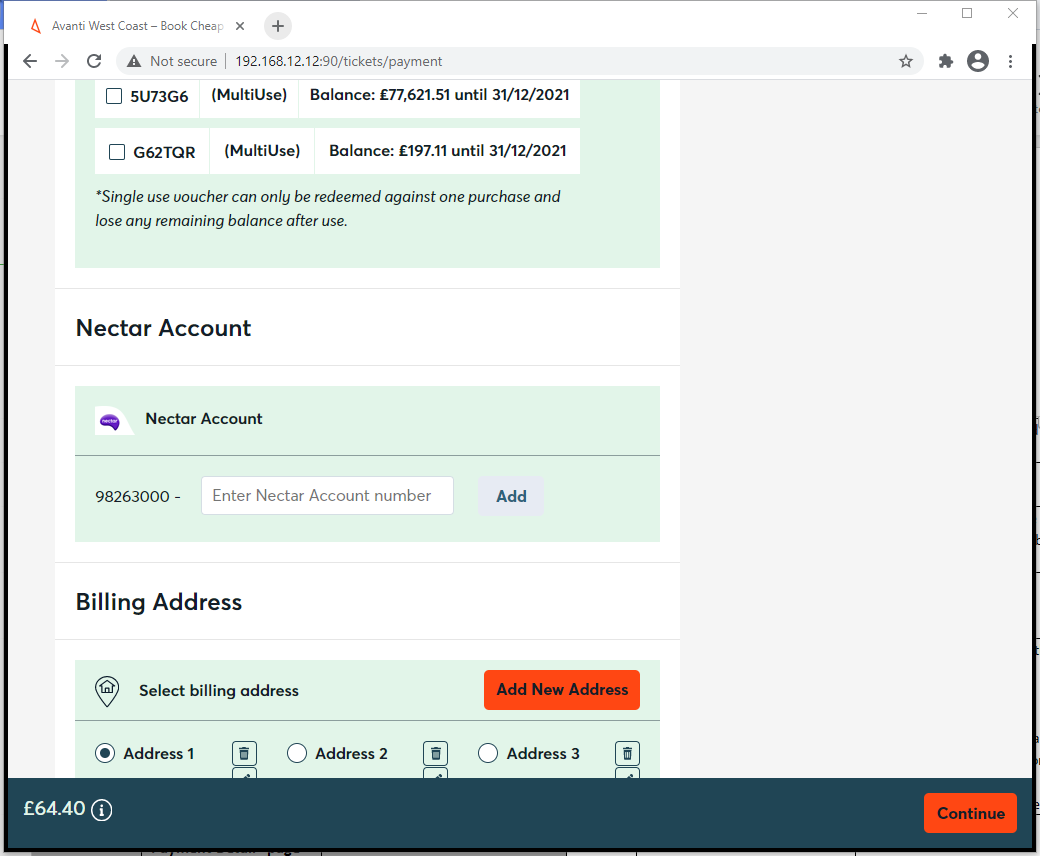 Avanti West Coast – Book Cheap
Not secure | 192.168.12.12:90/tickets/payment
5U73G6 (MultiUse) Balance: £77,621.51 until 31/12/2021
G62TQR (MultiUse) Balance: £197.11 until 31/12/2021
*Single use voucher can only be redeemed against one purchase and
lose any remaining balance after use.
Nectar Account
nectar
Nectar Account
98263000 - Enter Nectar Account number Add
Billing Address
Select billing address Add New Address
Address 1 Address 2 Address 3
£64.40 Continue